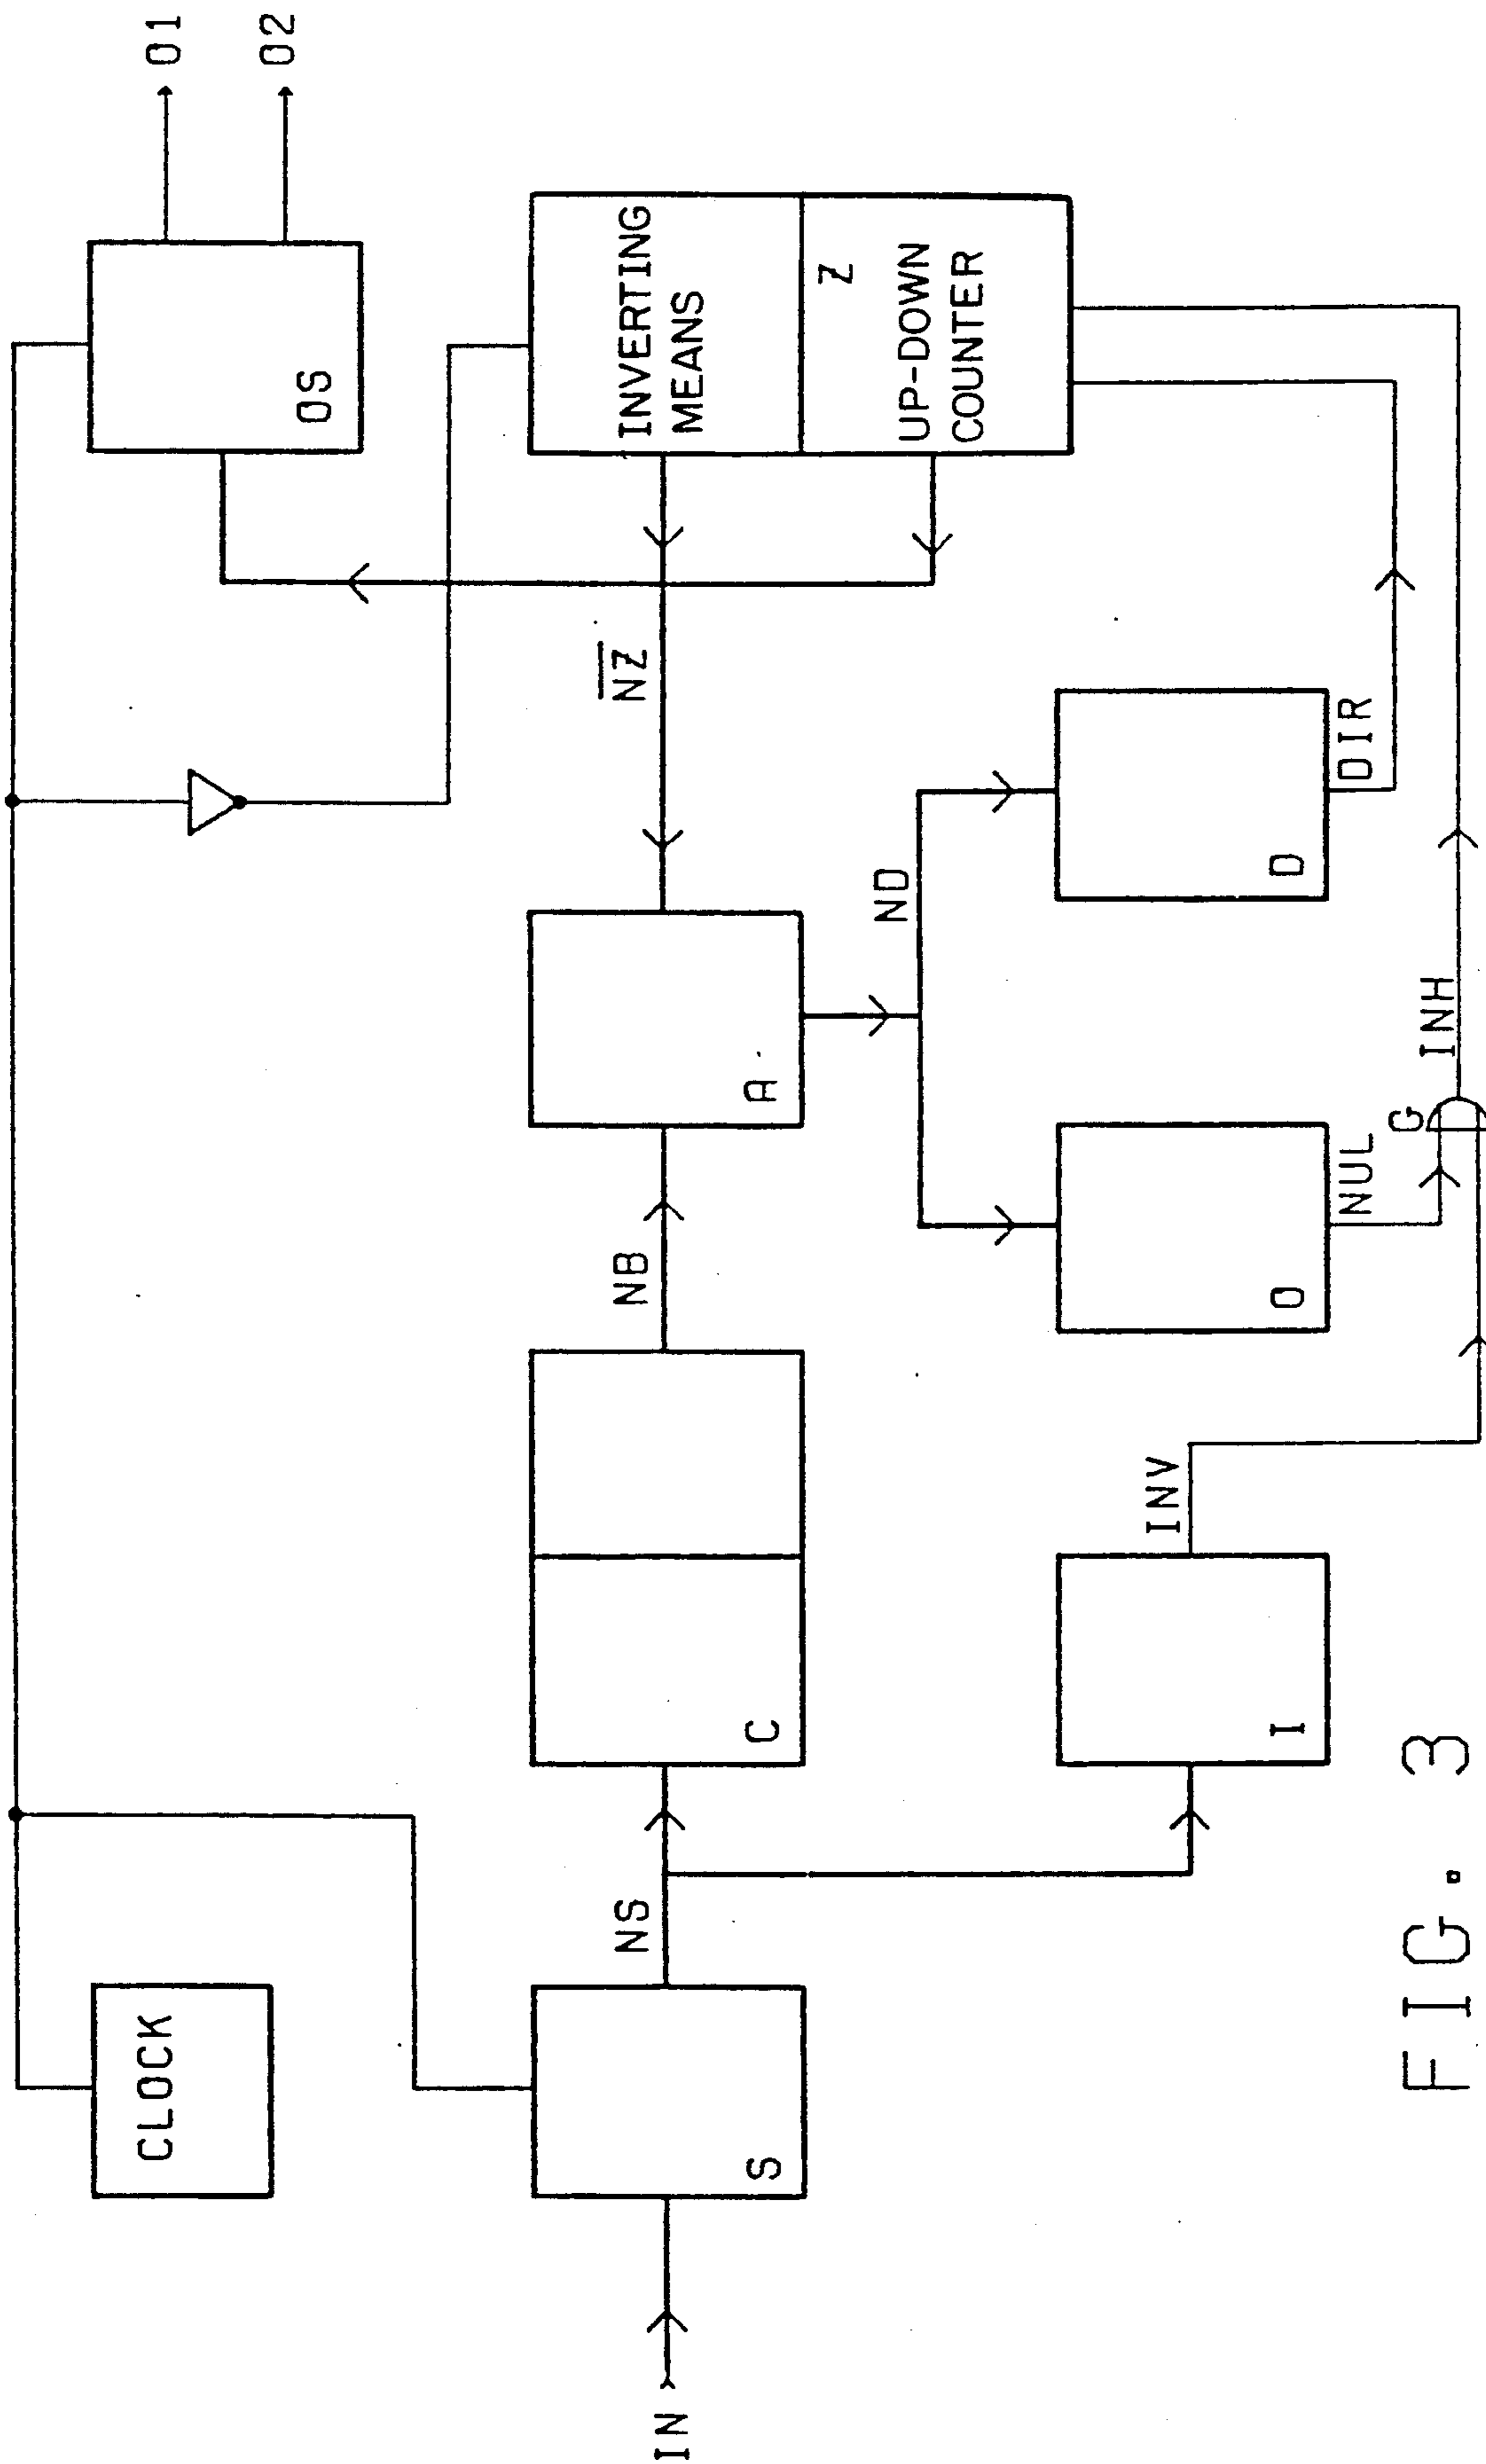 CLOCK
OS
O1
O2
IN
S
NS
C
NB
A
N̅Z̅
INVERTING
MEANS
Z
UP-DOWN
COUNTER
ND
I
INV
O
NUL
D
DIR
G
INH
FIG. 3